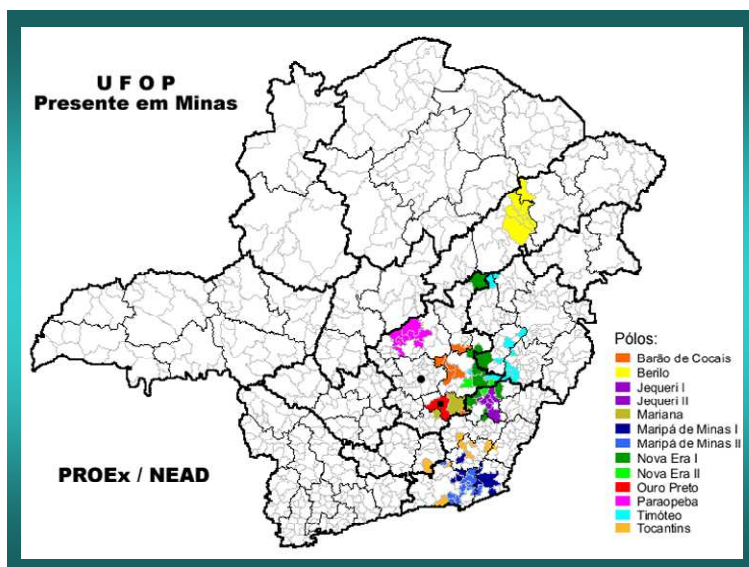 U F O P
Presente em Minas
Pólos:
Barão de Cocais
Berilo
Jequeri I
Jequeri II
Mariana
Maripá de Minas I
Maripá de Minas II
Nova Era I
Nova Era II
Ouro Preto
Paraopeba
Timóteo
Tocantins
PROEx / NEAD